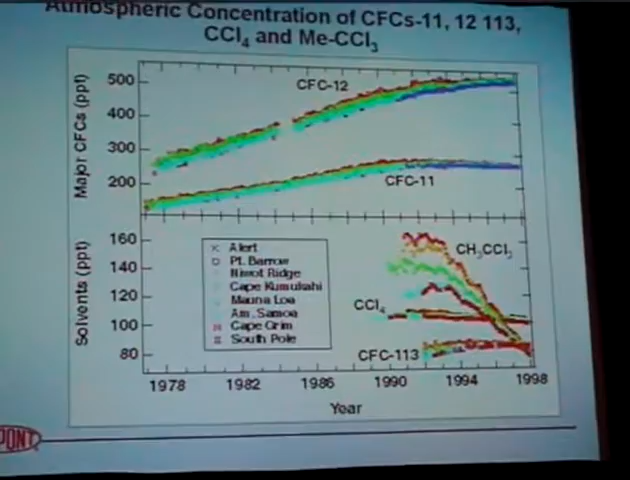 Atmospheric Concentration of CFCs-11, 12 113,
CCl4 and Me-CCl3
Major CFCs (ppt)
500
400
300
200
CFC-12
CFC-11
Solvents (ppt)
160
140
120
100
80
Alert
Pt. Barrow
Niwot Ridge
Cape Kumukahi
Mauna Loa
Am. Samoa
Cape Grim
South Pole
CH3CCl3
CCl4
CFC-113
1978 1982 1986 1990 1994 1998
Year
PONT